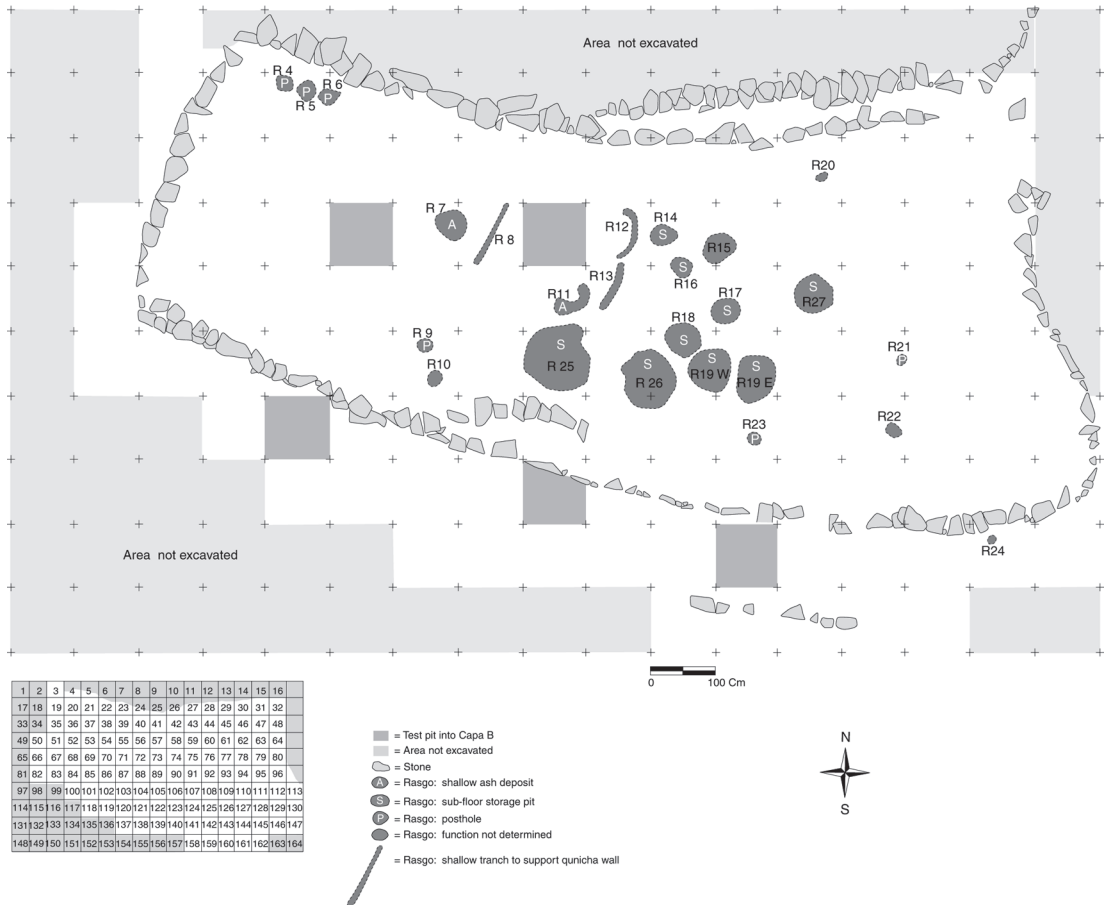 Area not excavated
R 4
P
R 5
P
R 6
P
R20
R 7
A
R 8
R12
R14
S
R15
R16
S
R13
R11
A
R17
S
S
R27
R18
S
R 9
P
R10
S
R 25
S
R 26
S
R19 W
S
R19 E
R21
P
R23
P
R22
R24
Area not excavated
0 100 Cm
1 2 3 4 5 6 7 8 9 10 11 12 13 14 15 16
17 18 19 20 21 22 23 24 25 26 27 28 29 30 31 32
33 34 35 36 37 38 39 40 41 42 43 44 45 46 47 48
49 50 51 52 53 54 55 56 57 58 59 60 61 62 63 64
65 66 67 68 69 70 71 72 73 74 75 76 77 78 79 80
81 82 83 84 85 86 87 88 89 90 91 92 93 94 95 96
97 98 99 100 101 102 103 104 105 106 107 108 109 110 111 112 113
114 115 116 117 118 119 120 121 122 123 124 125 126 127 128 129 130
131 132 133 134 135 136 137 138 139 140 141 142 143 144 145 146 147
148 149 150 151 152 153 154 155 156 157 158 159 160 161 162 163 164
= Test pit into Capa B
= Area not excavated
= Stone
A = Rasgo: shallow ash deposit
S = Rasgo: sub-floor storage pit
P = Rasgo: posthole
= Rasgo: function not determined
= Rasgo: shallow tranch to support qunicha wall
N
S